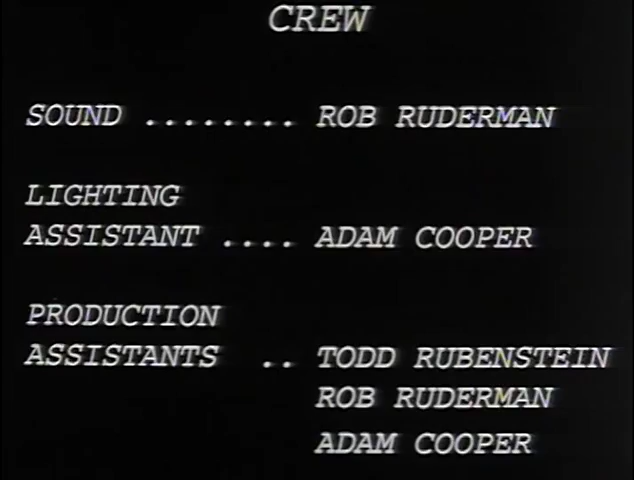 CREW
SOUND ........ ROB RUDERMAN
LIGHTING
ASSISTANT .... ADAM COOPER
PRODUCTION
ASSISTANTS .. TODD RUBENSTEIN
ROB RUDERMAN
ADAM COOPER